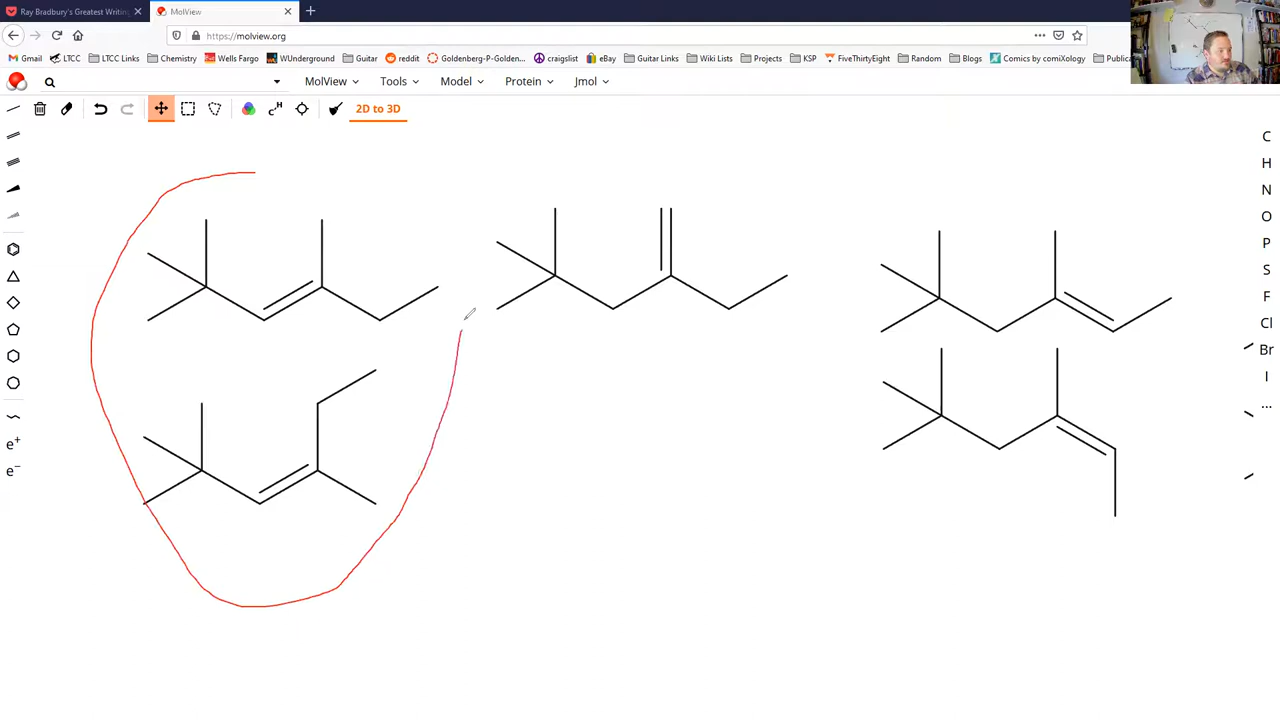 Ray Bradbury's Greatest Writing
MolView
https://molview.org
Gmail LTCC LTCC Links Chemistry Wells Fargo WUnderground Guitar reddit Goldenberg-P-Golden... craigslist eBay Guitar Links Wiki Lists Projects KSP FiveThirtyEight Random Blogs Comics by comiXology Publica
MolView Tools Model Protein Jmol
2D to 3D
C
H
N
O
P
S
F
Cl
Br
I
...
e+
e−